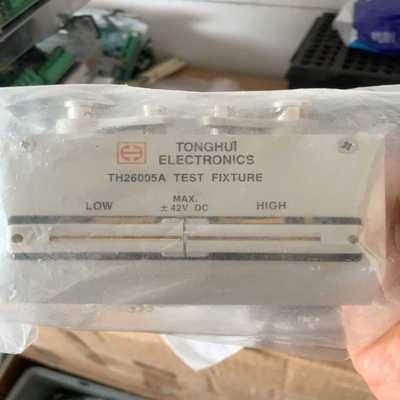 TONGHUI
ELECTRONICS
TH26005A TEST FIXTURE
LOW
MAX.
± 42V DC
HIGH